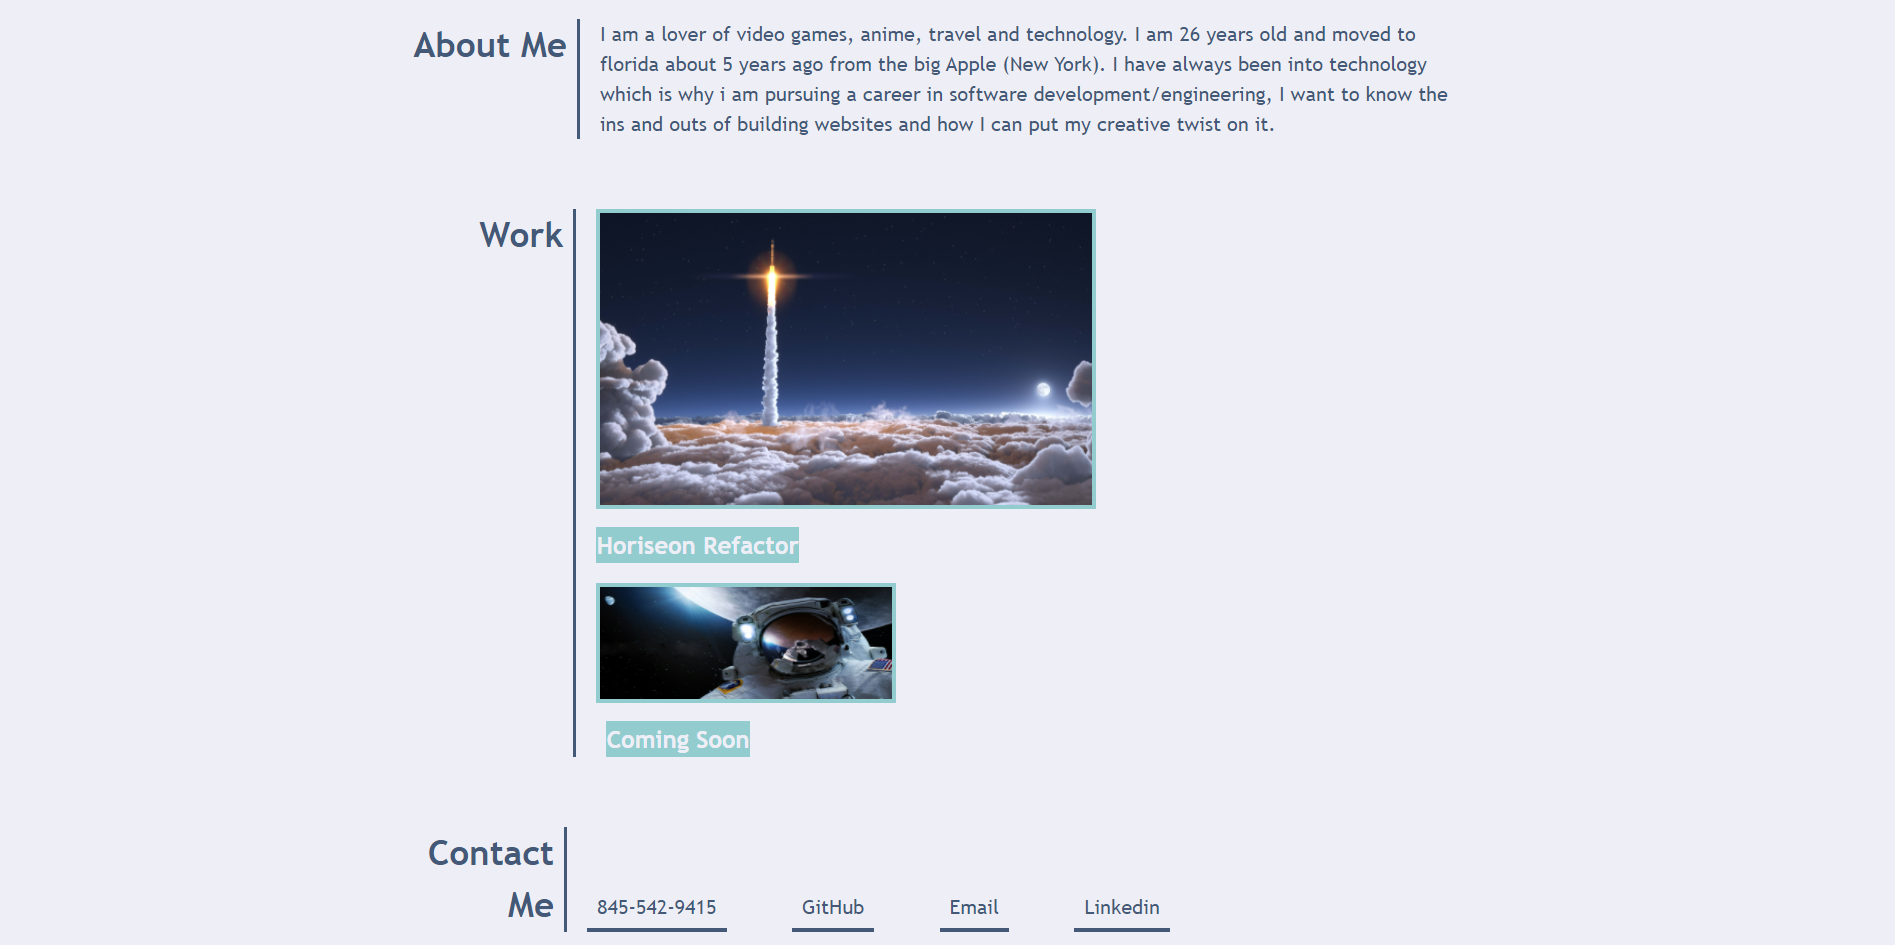 About Me
I am a lover of video games, anime, travel and technology. I am 26 years old and moved to
florida about 5 years ago from the big Apple (New York). I have always been into technology
which is why i am pursuing a career in software development/engineering, I want to know the
ins and outs of building websites and how I can put my creative twist on it.
Work
Horiseon Refactor
Coming Soon
Contact
Me
845-542-9415 GitHub Email Linkedin